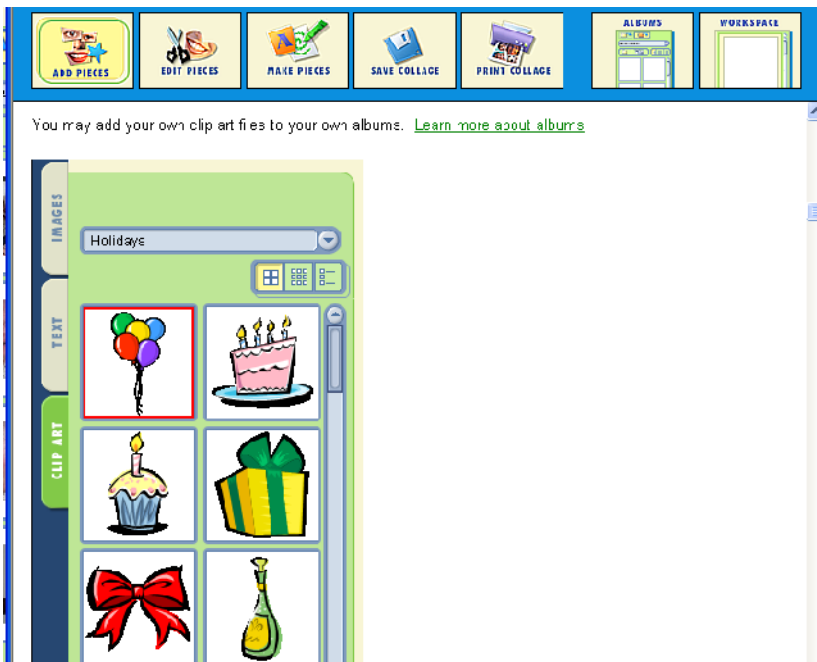 ADD PIECES
EDIT PIECES
MAKE PIECES
SAVE COLLAGE
PRINT COLLAGE
ALBUMS
WORKSPACE
You may add your own clip art files to your own albums. Learn more about albums
IMAGES
Holidays
TEXT
CLIP ART